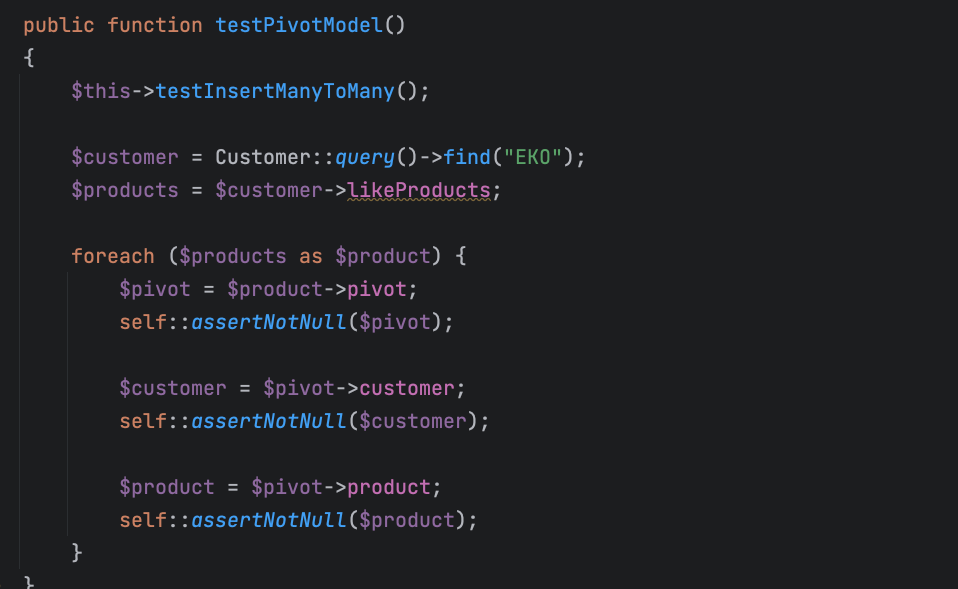 public function testPivotModel()
{
    $this->testInsertManyToMany();

    $customer = Customer::query()->find("EKO");
    $products = $customer->likeProducts;

    foreach ($products as $product) {
        $pivot = $product->pivot;
        self::assertNotNull($pivot);

        $customer = $pivot->customer;
        self::assertNotNull($customer);

        $product = $pivot->product;
        self::assertNotNull($product);
    }
}